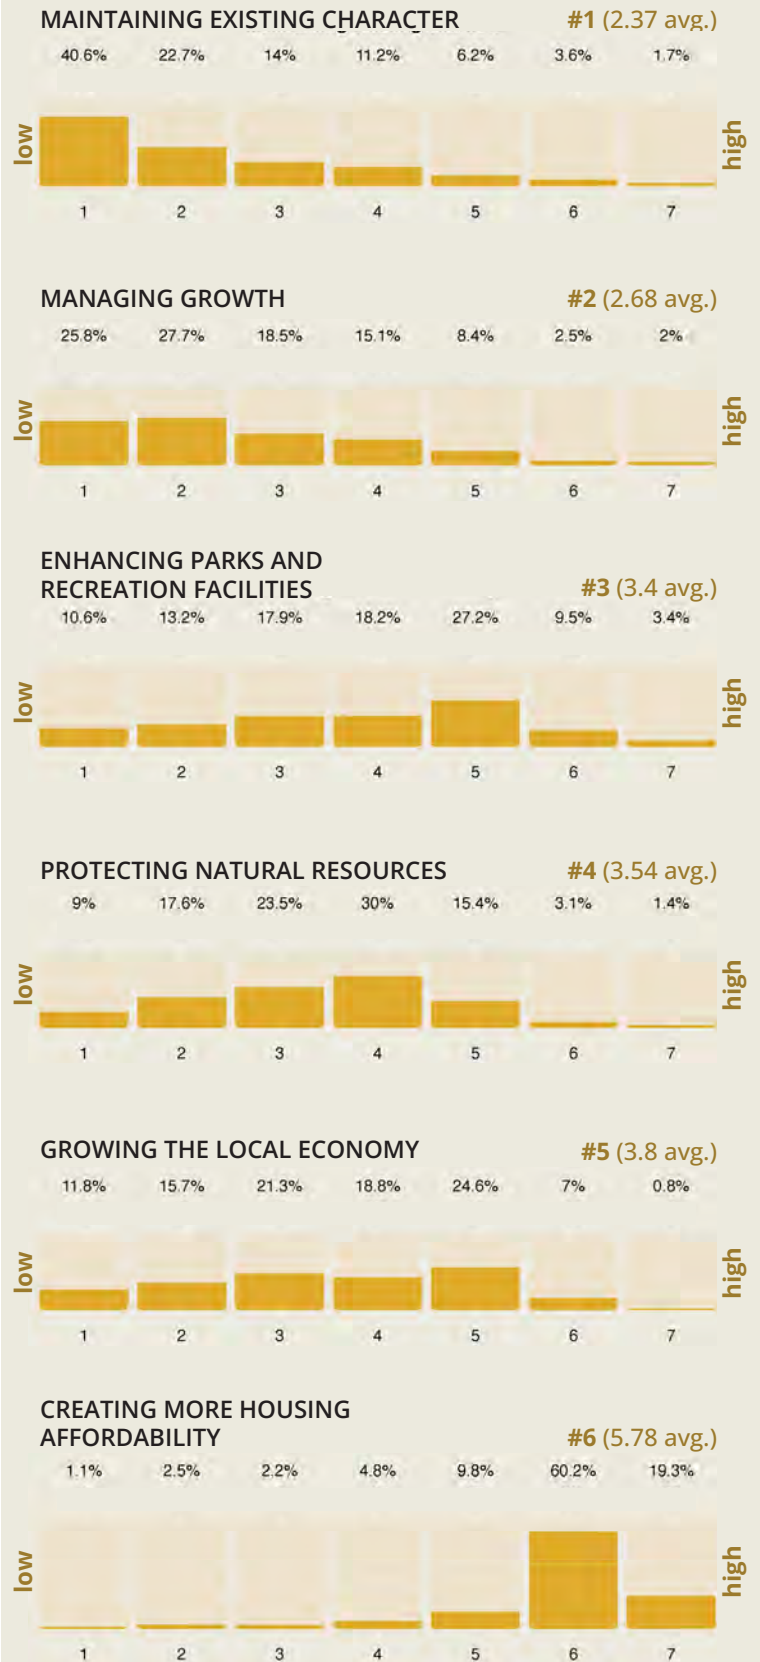 MAINTAINING EXISTING CHARACTER #1 (2.37 avg.)
40.6% 22.7% 14% 11.2% 6.2% 3.6% 1.7%
low high
1 2 3 4 5 6 7
MANAGING GROWTH #2 (2.68 avg.)
25.8% 27.7% 18.5% 15.1% 8.4% 2.5% 2%
low high
1 2 3 4 5 6 7
ENHANCING PARKS AND
RECREATION FACILITIES #3 (3.4 avg.)
10.6% 13.2% 17.9% 18.2% 27.2% 9.5% 3.4%
low high
1 2 3 4 5 6 7
PROTECTING NATURAL RESOURCES #4 (3.54 avg.)
9% 17.6% 23.5% 30% 15.4% 3.1% 1.4%
low high
1 2 3 4 5 6 7
GROWING THE LOCAL ECONOMY #5 (3.8 avg.)
11.8% 15.7% 21.3% 18.8% 24.6% 7% 0.8%
low high
1 2 3 4 5 6 7
CREATING MORE HOUSING
AFFORDABILITY #6 (5.78 avg.)
1.1% 2.5% 2.2% 4.8% 9.8% 60.2% 19.3%
low high
1 2 3 4 5 6 7